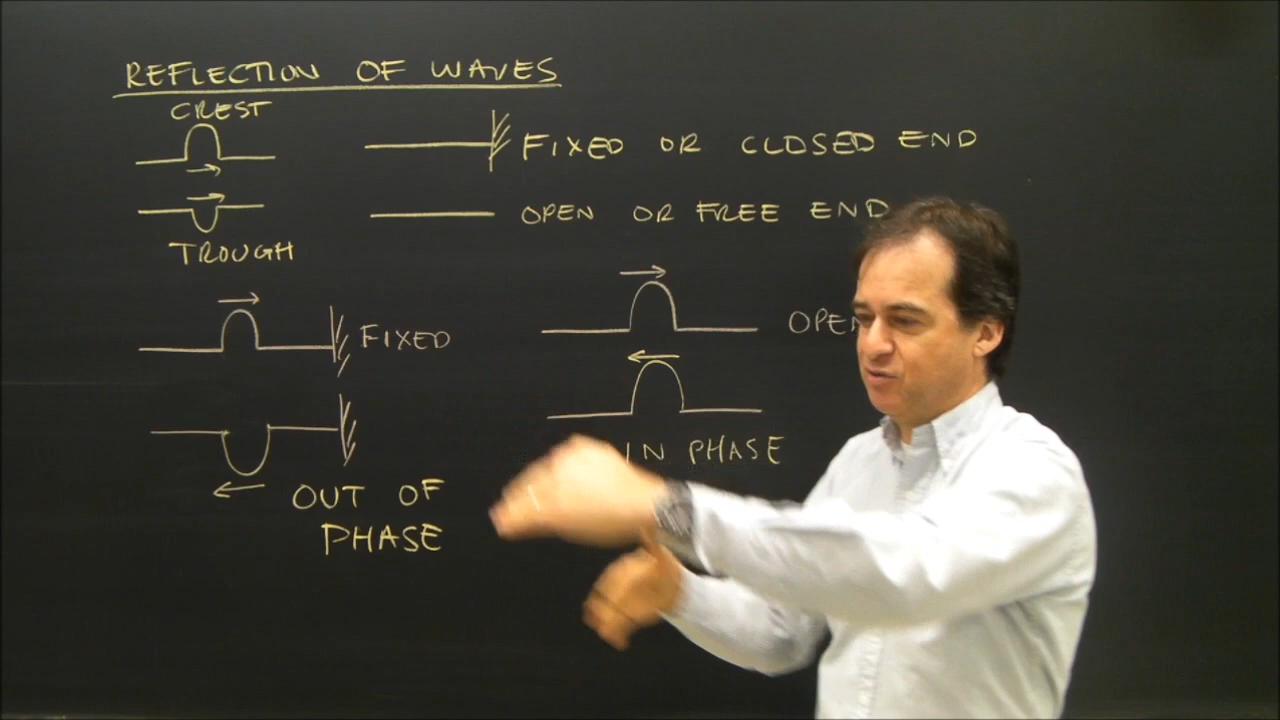 REFLECTION OF WAVES
CREST
FIXED OR CLOSED END
OPEN OR FREE END
TROUGH
FIXED
OPEN
OUT OF
PHASE
IN PHASE